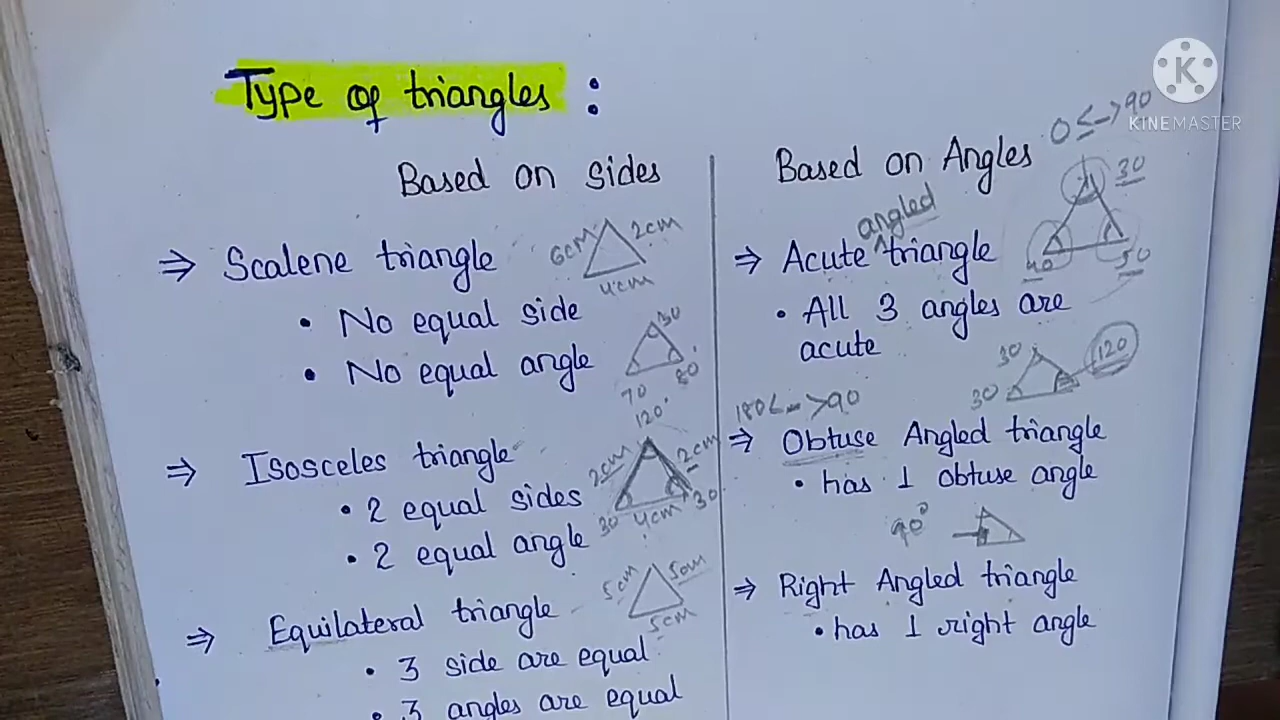 Type of triangles :
Based on sides
⇒ Scalene triangle
6cm 2cm
4cm
• No equal side
• No equal angle
30
70 80
⇒ Isosceles triangle
120°
2cm 2cm
30 4cm 30
• 2 equal sides
• 2 equal angle
⇒ Equilateral triangle
5cm 5cm
5cm
• 3 side are equal
• 3 angles are equal
Based on Angles
0 ≤-> 90
⇒ Acute angled triangle
30
50
• All 3 angles are
acute
30 120
30
180<-->90
⇒ Obtuse Angled triangle
• has 1 obtuse angle
90°
⇒ Right Angled triangle
• has 1 right angle
K
KINEMASTER